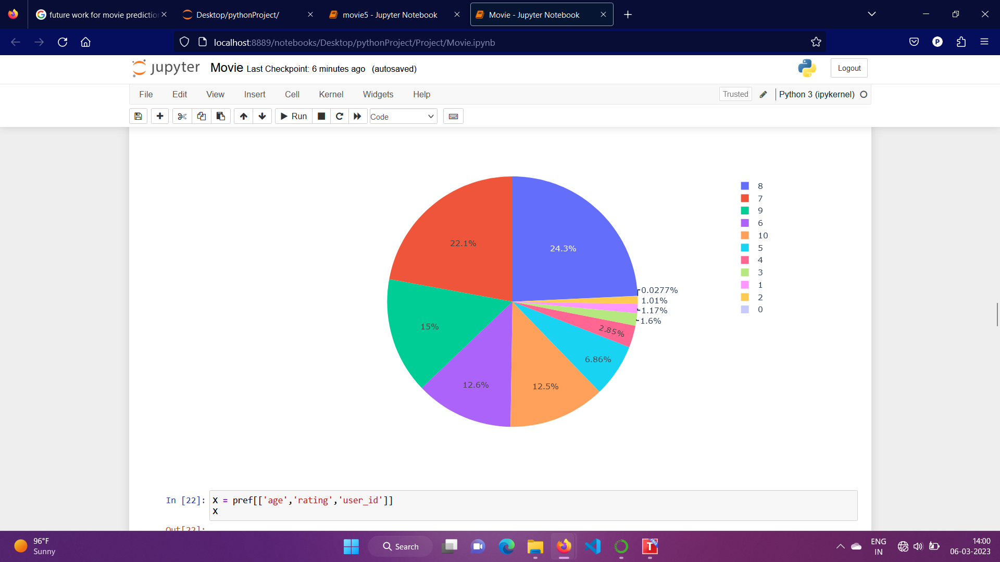 future work for movie prediction
Desktop/pythonProject/
movie5 - Jupyter Notebook
Movie - Jupyter Notebook
localhost:8889/notebooks/Desktop/pythonProject/Project/Movie.ipynb
P
jupyter Movie Last Checkpoint: 6 minutes ago (autosaved)
Logout
File Edit View Insert Cell Kernel Widgets Help
Trusted
Python 3 (ipykernel)
Run
Code
8
7
9
6
10
5
4
3
1
2
0
22.1%
24.3%
0.0277%
1.01%
1.17%
1.6%
15%
2.85%
6.86%
12.6%
12.5%
In [22]: X = pref[['age','rating','user_id']]
X
Out[22]:
96°F
Sunny
Search
T
ENG
IN
14:00
06-03-2023